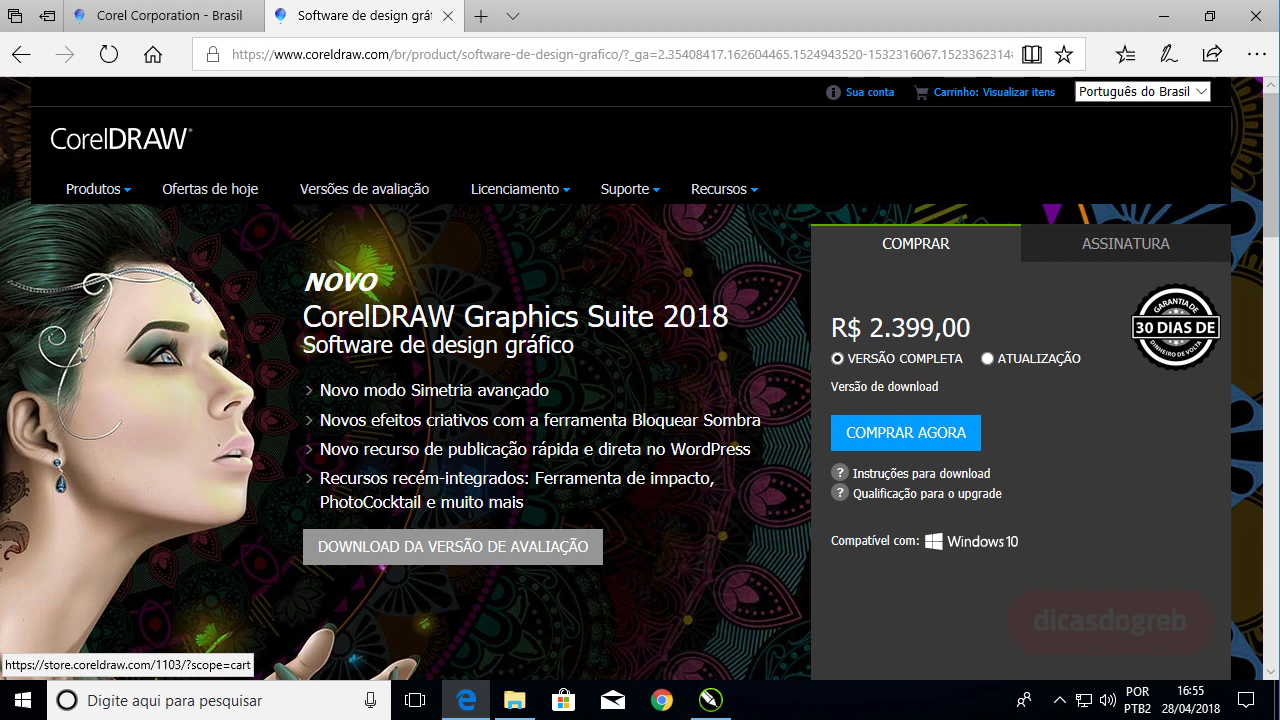 Corel Corporation - Brasil
Software de design grá
https://www.coreldraw.com/br/product/software-de-design-grafico/?_ga=2.35408417.162604465.1524943520-1532316067.1523362314
Sua conta
Carrinho: Visualizar itens
Português do Brasil
CorelDRAW
Produtos
Ofertas de hoje
Versões de avaliação
Licenciamento
Suporte
Recursos
NOVO
CorelDRAW Graphics Suite 2018
Software de design gráfico
Novo modo Simetria avançado
Novos efeitos criativos com a ferramenta Bloquear Sombra
Novo recurso de publicação rápida e direta no WordPress
Recursos recém-integrados: Ferramenta de impacto,
PhotoCocktail e muito mais
DOWNLOAD DA VERSÃO DE AVALIAÇÃO
COMPRAR
ASSINATURA
GARANTIA DE
30 DIAS DE
DINHEIRO DE VOLTA
R$ 2.399,00
VERSÃO COMPLETA
ATUALIZAÇÃO
Versão de download
COMPRAR AGORA
? Instruções para download
? Qualificação para o upgrade
Compatível com: Windows 10
dicasdogreb
https://store.coreldraw.com/1103/?scope=cart
Digite aqui para pesquisar
POR
PTB2
16:55
28/04/2018